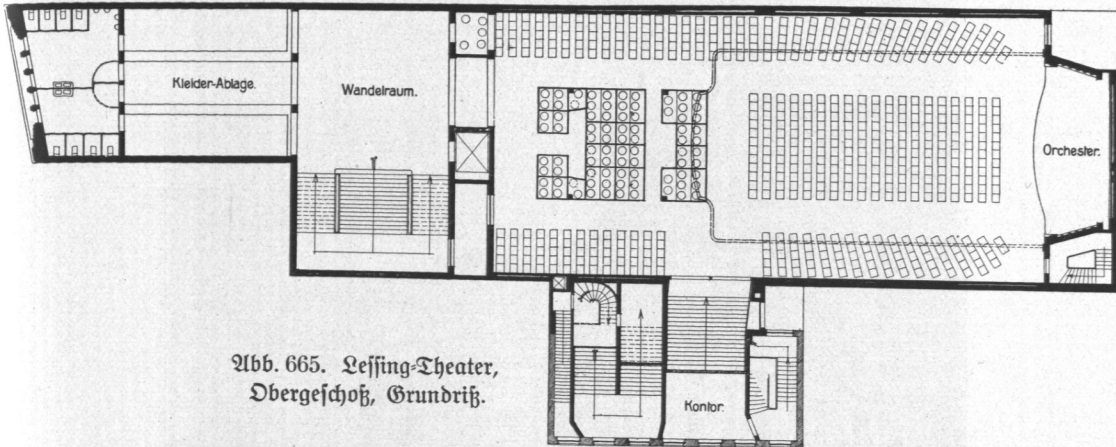 Kleider-Ablage.
Wandelraum.
Orchester.
Abb. 665. Leſſing-Theater,
Obergeſchoß, Grundriß.
Kontor.